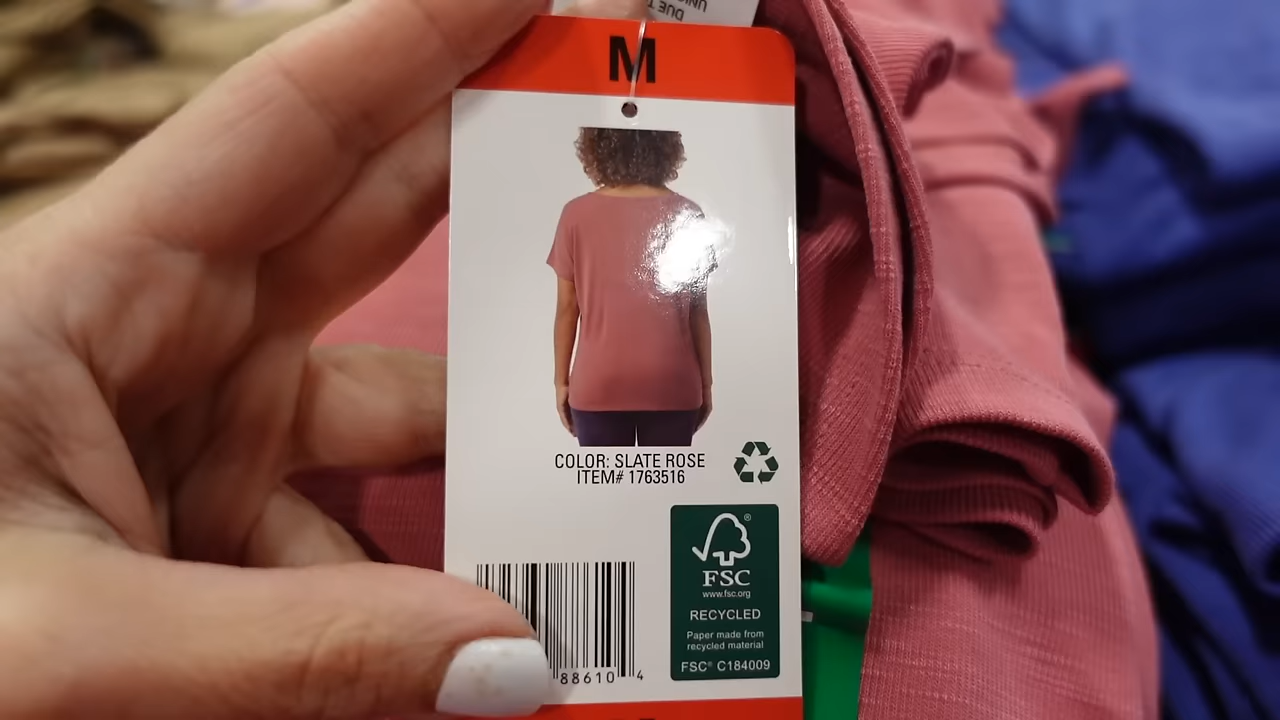 DUE T
M
COLOR: SLATE ROSE
ITEM# 1763516
FSC
www.fsc.org
RECYCLED
Paper made from
recycled material
FSC® C184009
88610 4